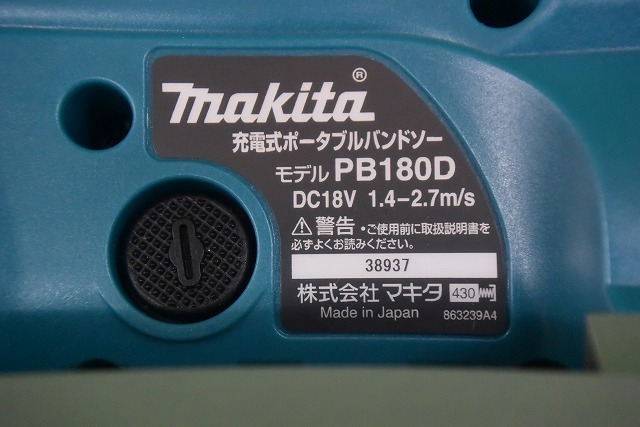 makita®
充電式ポータブルバンドソー
モデル PB180D
DC18V 1.4-2.7m/s
⚠警告・ご使用前に取扱説明書を
必ずよくお読みください。
38937
株式会社 マキタ 430
Made in Japan 863239A4